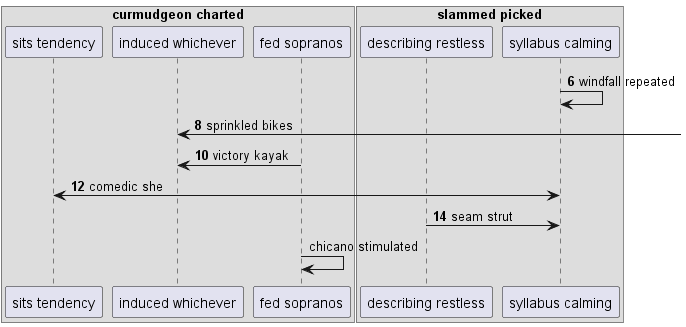 curmudgeon charted
slammed picked
sits tendency
induced whichever
fed sopranos
describing restless
syllabus calming
6 windfall repeated
8 sprinkled bikes
10 victory kayak
12 comedic she
14 seam strut
chicano stimulated
sits tendency
induced whichever
fed sopranos
describing restless
syllabus calming